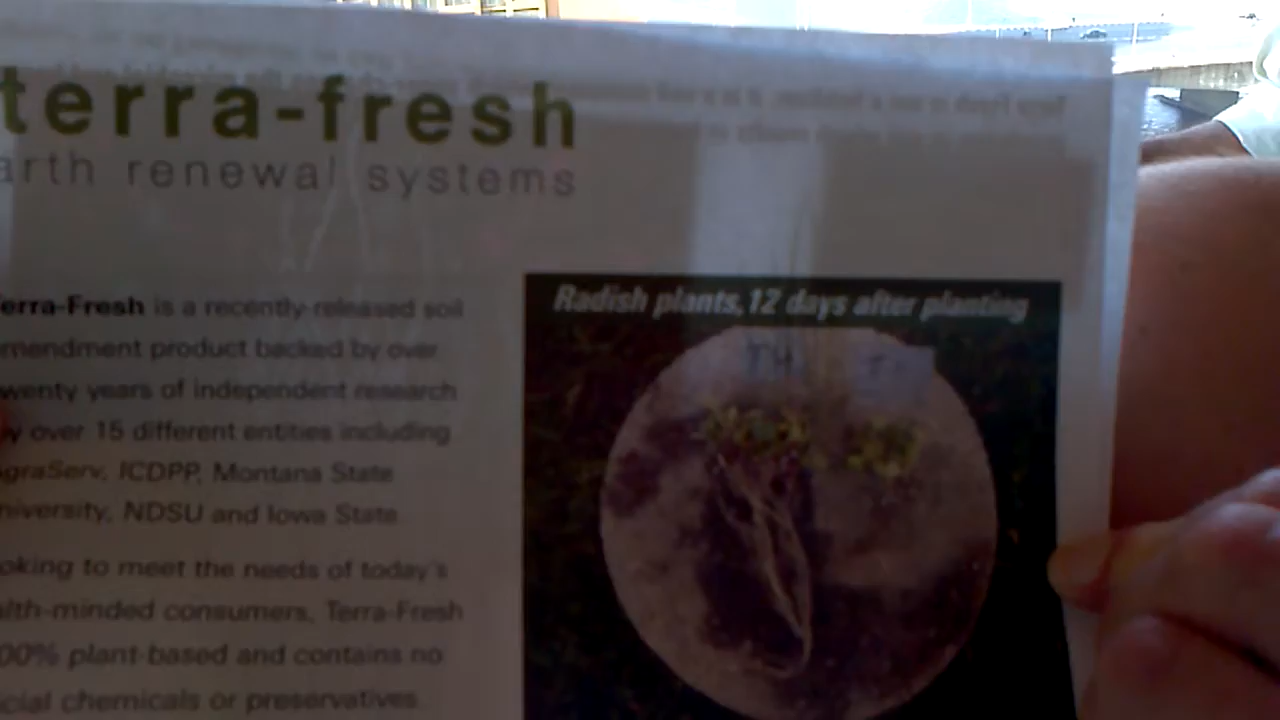 terra-fresh
arth renewal systems
erra-Fresh is a recently-released soil
mendment product backed by over
wenty years of independent research
y over 15 different entities including
graServ, ICDPP, Montana State
niversity, NDSU and Iowa State.
oking to meet the needs of today's
alth-minded consumers, Terra-Fresh
00% plant-based and contains no
icial chemicals or preservatives.
Radish plants, 12 days after planting